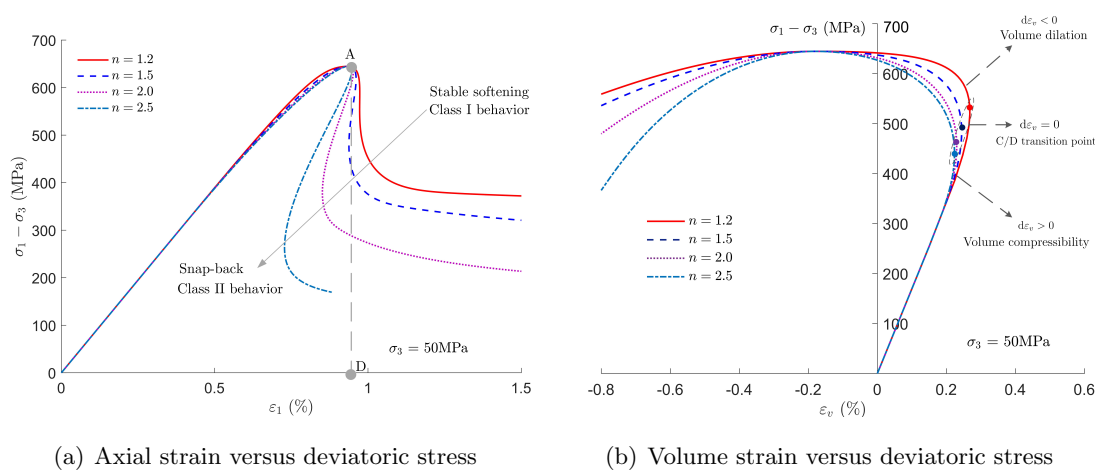 700
600
500
400
300
200
100
0
σ₁ − σ₃ (MPa)
n = 1.2
n = 1.5
n = 2.0
n = 2.5
A
Stable softening
Class I behavior
Snap-back
Class II behavior
σ₃ = 50MPa
D
0
0.5
1
1.5
ε₁ (%)
(a) Axial strain versus deviatoric stress
σ₁ − σ₃ (MPa)
700
600
500
400
300
200
100
dεᵥ < 0
Volume dilation
dεᵥ = 0
C/D transition point
dεᵥ > 0
Volume compressibility
n = 1.2
n = 1.5
n = 2.0
n = 2.5
σ₃ = 50MPa
-0.8
-0.6
-0.4
-0.2
0
0.2
0.4
0.6
εᵥ (%)
(b) Volume strain versus deviatoric stress